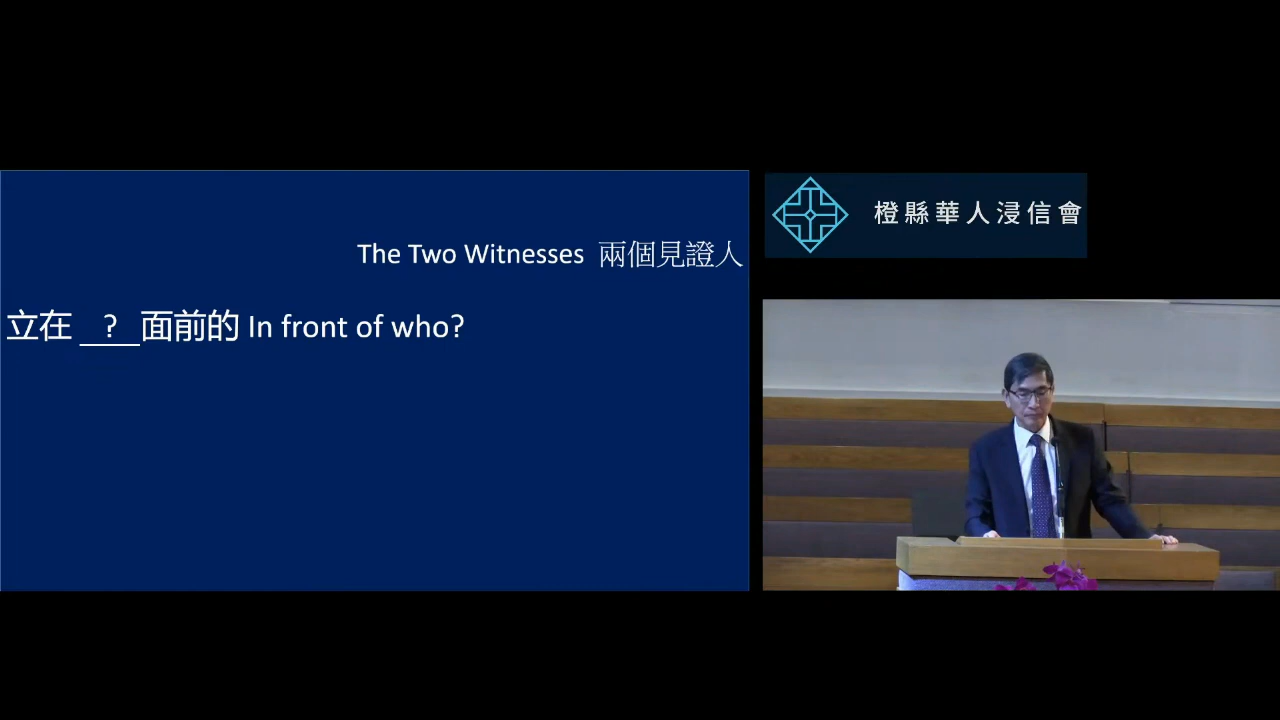 The Two Witnesses 兩個見證人
立在 ? 面前的 In front of who?
橙縣華人浸信會